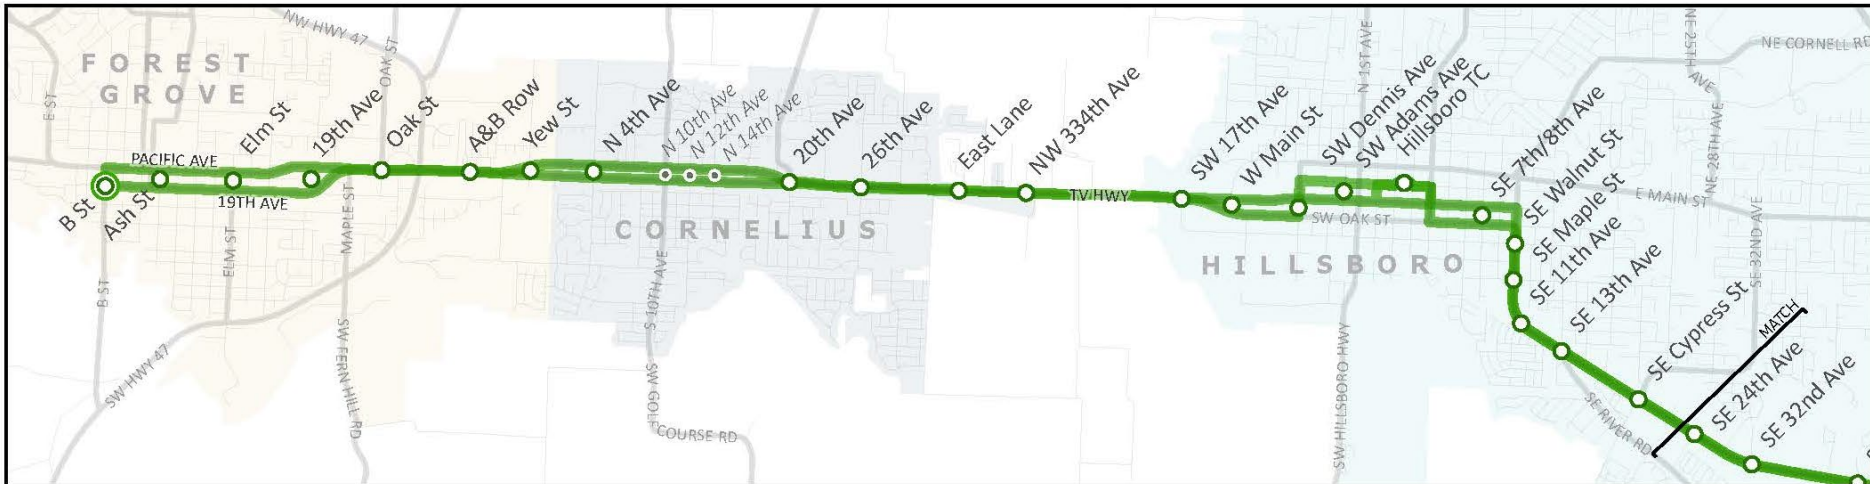 NW HWY 47
FOREST
GROVE
E ST
OAK ST
PACIFIC AVE
19TH AVE
B St
Ash St
Elm St
19th Ave
Oak St
A&B Row
Yew St
N 4th Ave
N 10th Ave
N 12th Ave
N 14th Ave
20th Ave
26th Ave
East Lane
NW 334th Ave
TV HWY
SW 17th Ave
W Main St
SW Dennis Ave
SW Adams Ave
Hillsboro TC
SE 7th/8th Ave
SE Walnut St
SE Maple St
SE 11th Ave
SE 13th Ave
SE Cypress St
MATCH
SE 24th Ave
SE 32nd Ave
B ST
ELM ST
MAPLE ST
SW FERN HILL RD
SW HWY 47
CORNELIUS
S 10TH AVE
SW GOLF
COURSE RD
HILLSBORO
N 1ST AVE
SW OAK ST
SW HILLSBORO HWY
SE RIVER RD
E MAIN ST
NE 25TH AVE
NE 28TH AVE
NE CORNELL RD
SE 32ND AVE